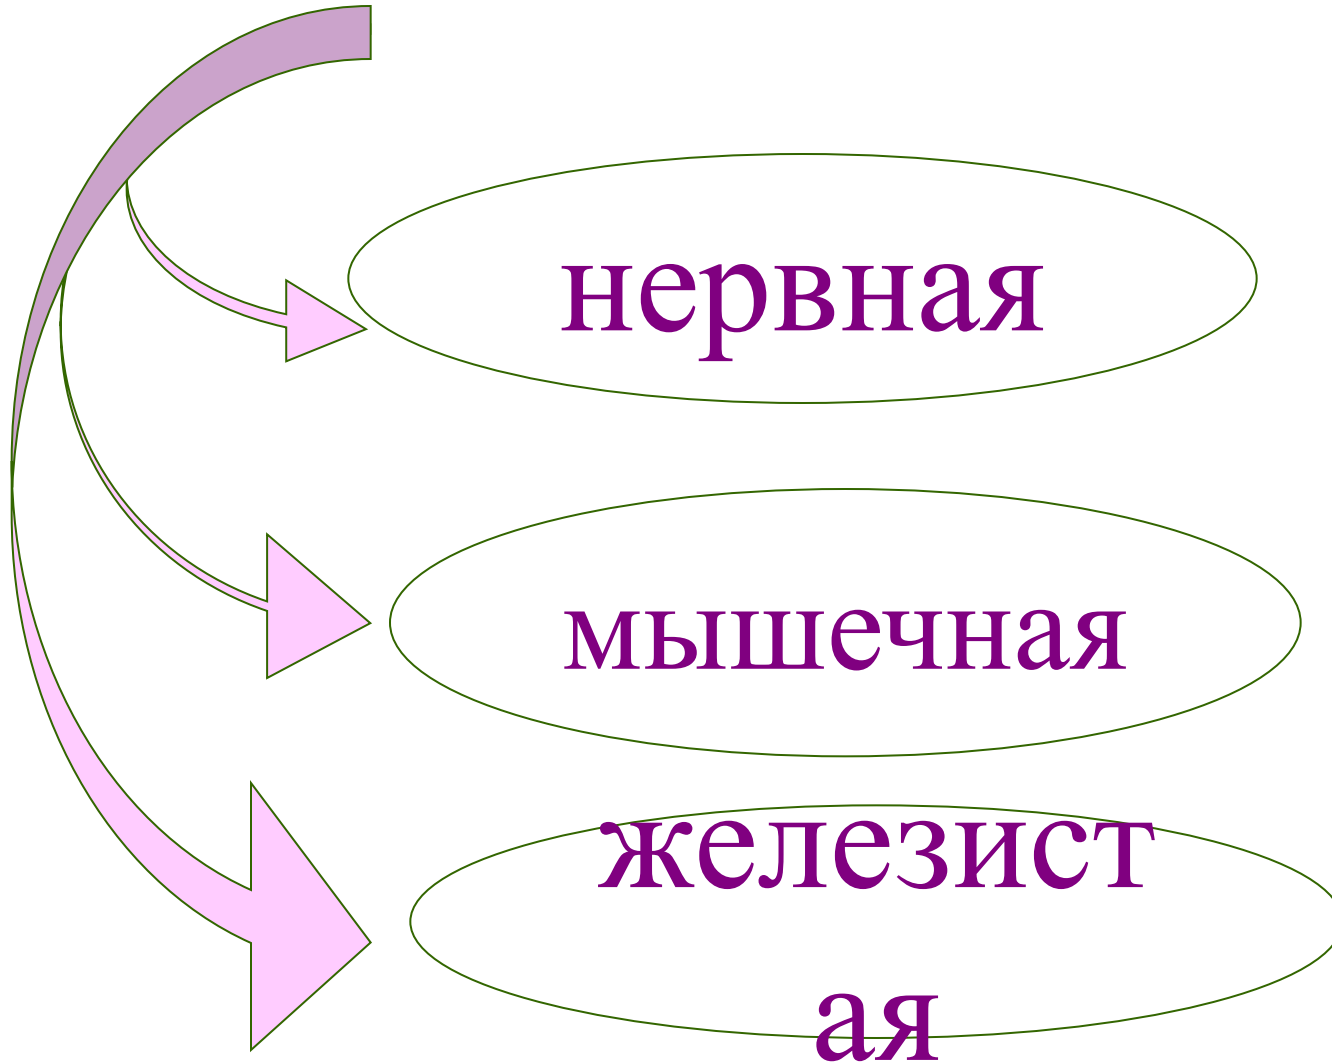 нервная
мышечная
железист
ая